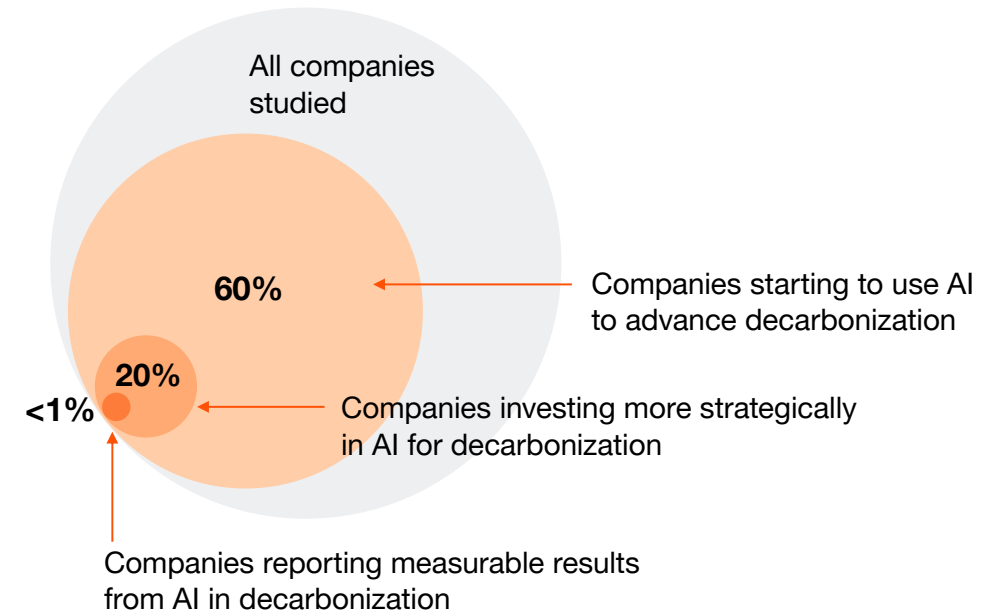 All companies
studied
60%
Companies starting to use AI
to advance decarbonization
20%
<1%
Companies investing more strategically
in AI for decarbonization
Companies reporting measurable results
from AI in decarbonization